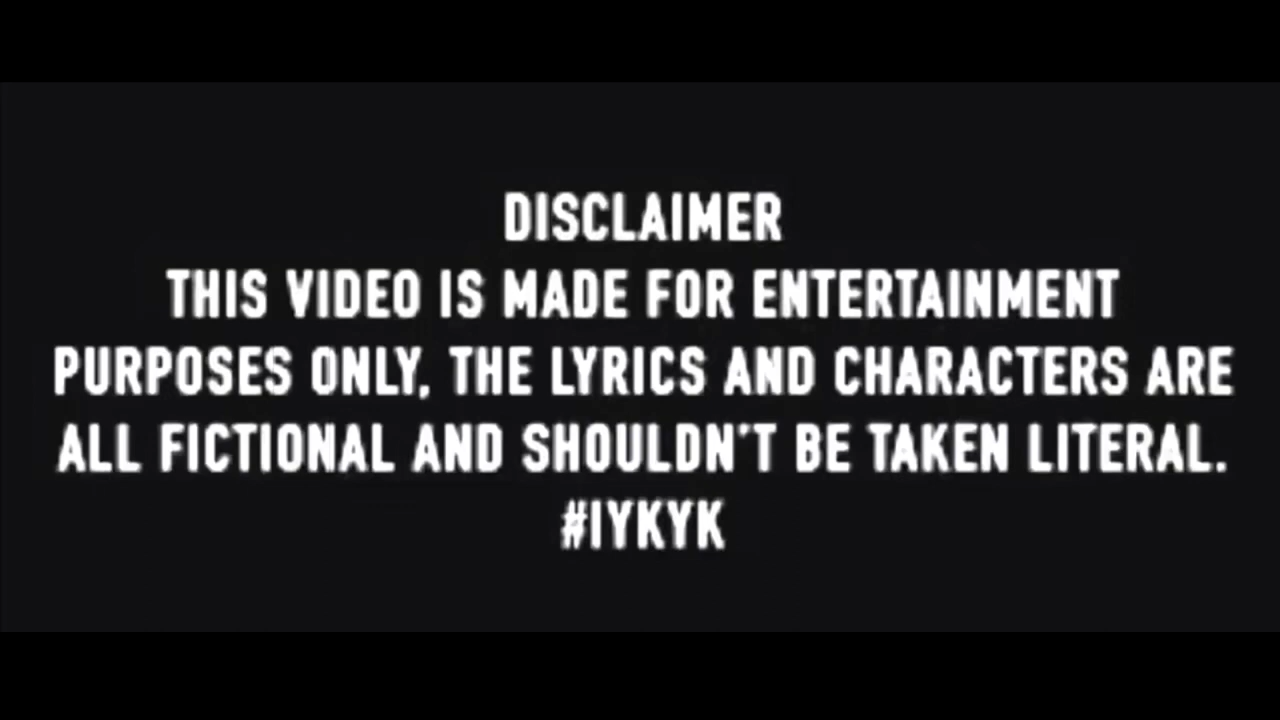 DISCLAIMER
THIS VIDEO IS MADE FOR ENTERTAINMENT
PURPOSES ONLY, THE LYRICS AND CHARACTERS ARE
ALL FICTIONAL AND SHOULDN'T BE TAKEN LITERAL.
#IYKYK